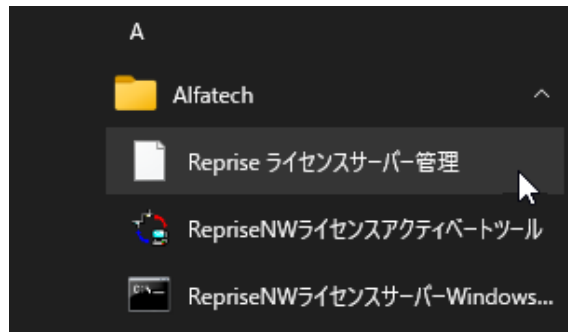 A
Alfatech
Reprise ライセンスサーバー管理
RepriseNWライセンスアクティベートツール
RepriseNWライセンスサーバーWindows...